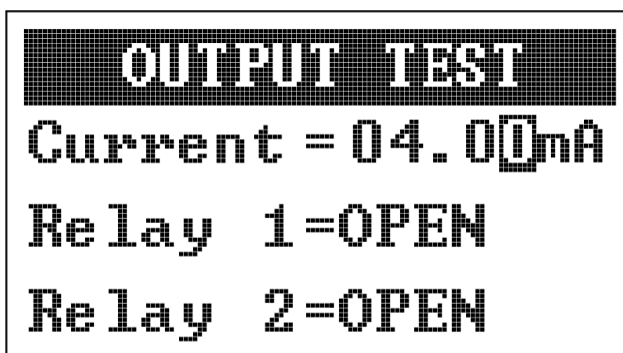 OUTPUT TEST
Current=04.00mA
Relay 1=OPEN
Relay 2=OPEN